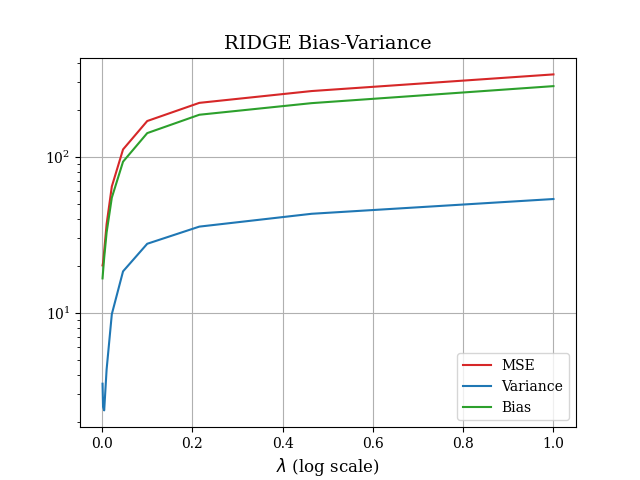 RIDGE Bias-Variance
10²
10¹
MSE
Variance
Bias
0.0 0.2 0.4 0.6 0.8 1.0
λ (log scale)